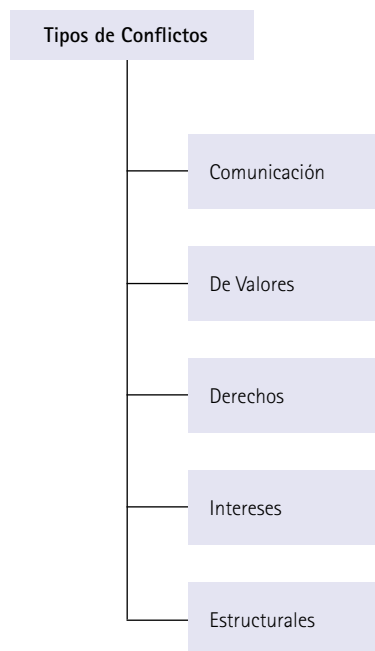 Tipos de Conflictos
Comunicación
De Valores
Derechos
Intereses
Estructurales